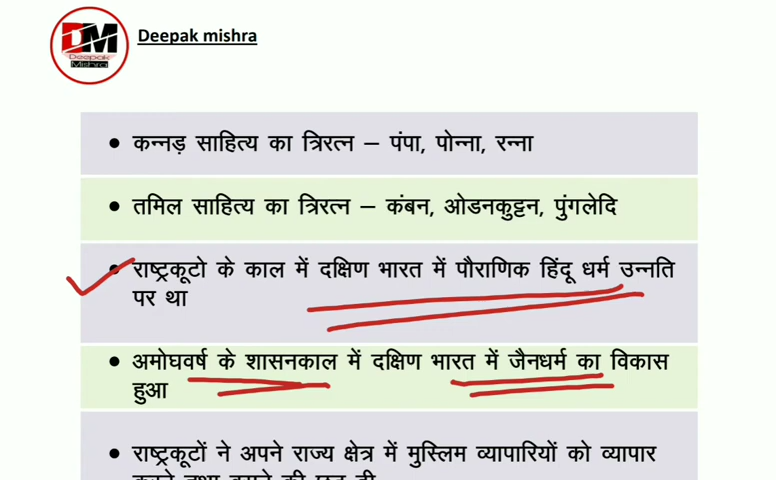 DM
Deepak
Mishra
Deepak mishra
• कन्नड़ साहित्य का त्रिरत्न – पंपा, पोन्ना, रन्ना
• तमिल साहित्य का त्रिरत्न – कंबन, ओडनकुट्टन, पुंगलेदि
• राष्ट्रकूटो के काल में दक्षिण भारत में पौराणिक हिंदू धर्म उन्नति
पर था
• अमोघवर्ष के शासनकाल में दक्षिण भारत में जैनधर्म का विकास
हुआ
• राष्ट्रकूटों ने अपने राज्य क्षेत्र में मुस्लिम व्यापारियों को व्यापार